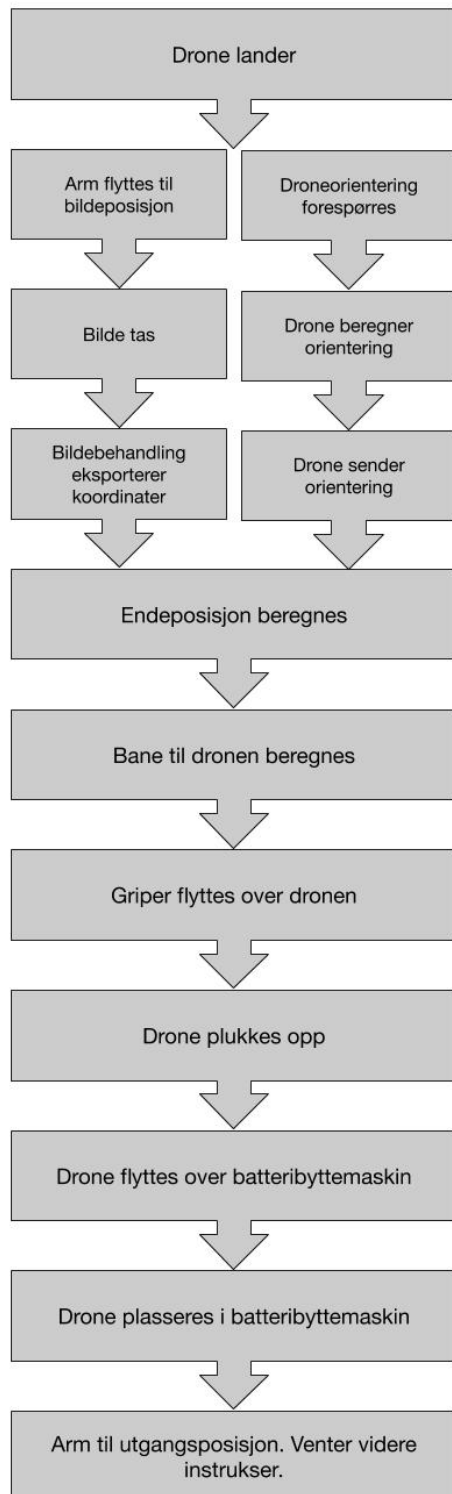 Drone lander
Arm flyttes til
bildeposisjon
Droneorientering
forespørres
Bilde tas
Drone beregner
orientering
Bildebehandling
eksporterer
koordinater
Drone sender
orientering
Endeposisjon beregnes
Bane til dronen beregnes
Griper flyttes over dronen
Drone plukkes opp
Drone flyttes over batteribyttemaskin
Drone plasseres i batteribyttemaskin
Arm til utgangsposisjon. Venter videre
instrukser.